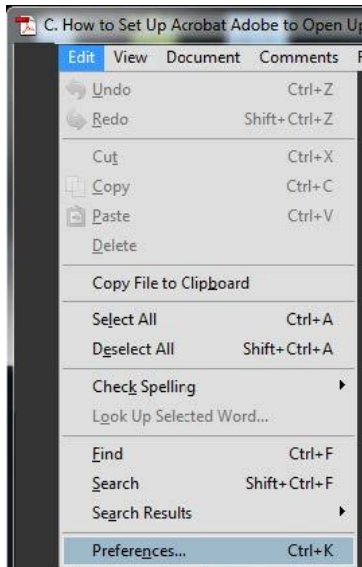 C. How to Set Up Acrobat Adobe to Open Up
Edit View Document Comments
Undo Ctrl+Z
Redo Shift+Ctrl+Z
Cut Ctrl+X
Copy Ctrl+C
Paste Ctrl+V
Delete
Copy File to Clipboard
Select All Ctrl+A
Deselect All Shift+Ctrl+A
Check Spelling
Look Up Selected Word...
Find Ctrl+F
Search Shift+Ctrl+F
Search Results
Preferences... Ctrl+K